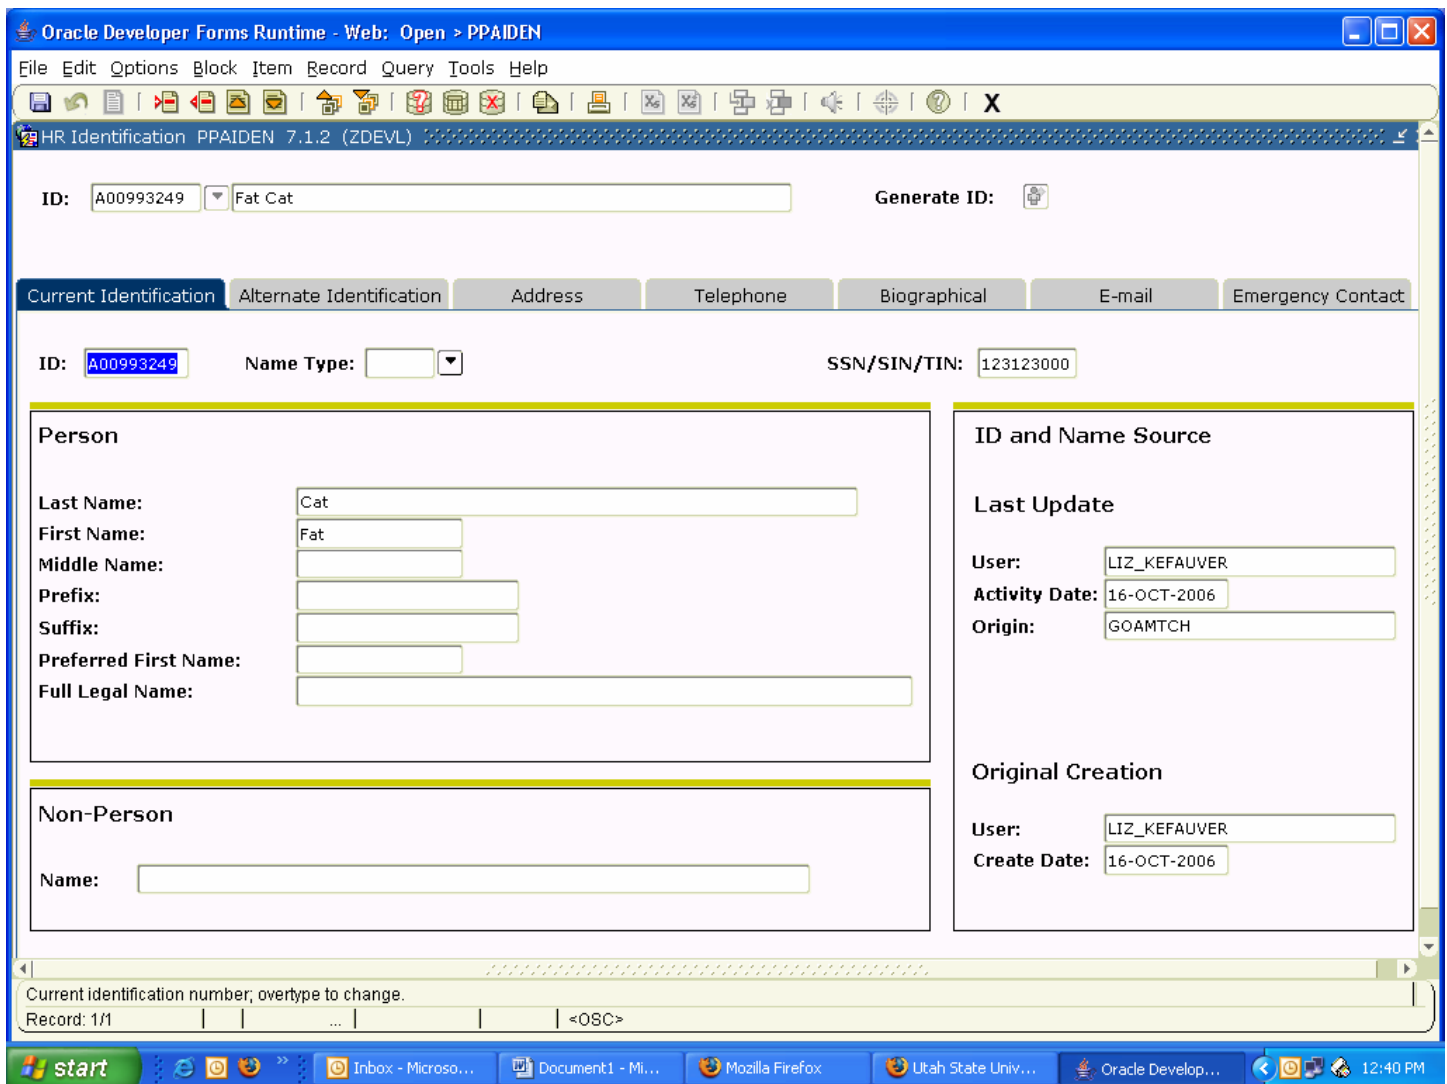 Oracle Developer Forms Runtime - Web:  Open > PPAIDEN
File Edit Options Block Item Record Query Tools Help
X
HR Identification  PPAIDEN  7.1.2  (ZDEVL)
ID: A00993249 Fat Cat Generate ID:
Current Identification Alternate Identification Address Telephone Biographical E-mail Emergency Contact
ID: A00993249 Name Type: SSN/SIN/TIN: 123123000
Person
Last Name: Cat
First Name: Fat
Middle Name:
Prefix:
Suffix:
Preferred First Name:
Full Legal Name:
Non-Person
Name:
ID and Name Source
Last Update
User: LIZ_KEFAUVER
Activity Date: 16-OCT-2006
Origin: GOAMTCH
Original Creation
User: LIZ_KEFAUVER
Create Date: 16-OCT-2006
Current identification number; overtype to change.
Record: 1/1 ... <OSC>
start » Inbox - Microso... Document1 - Mi... Mozilla Firefox Utah State Univ... Oracle Develop... 12:40 PM